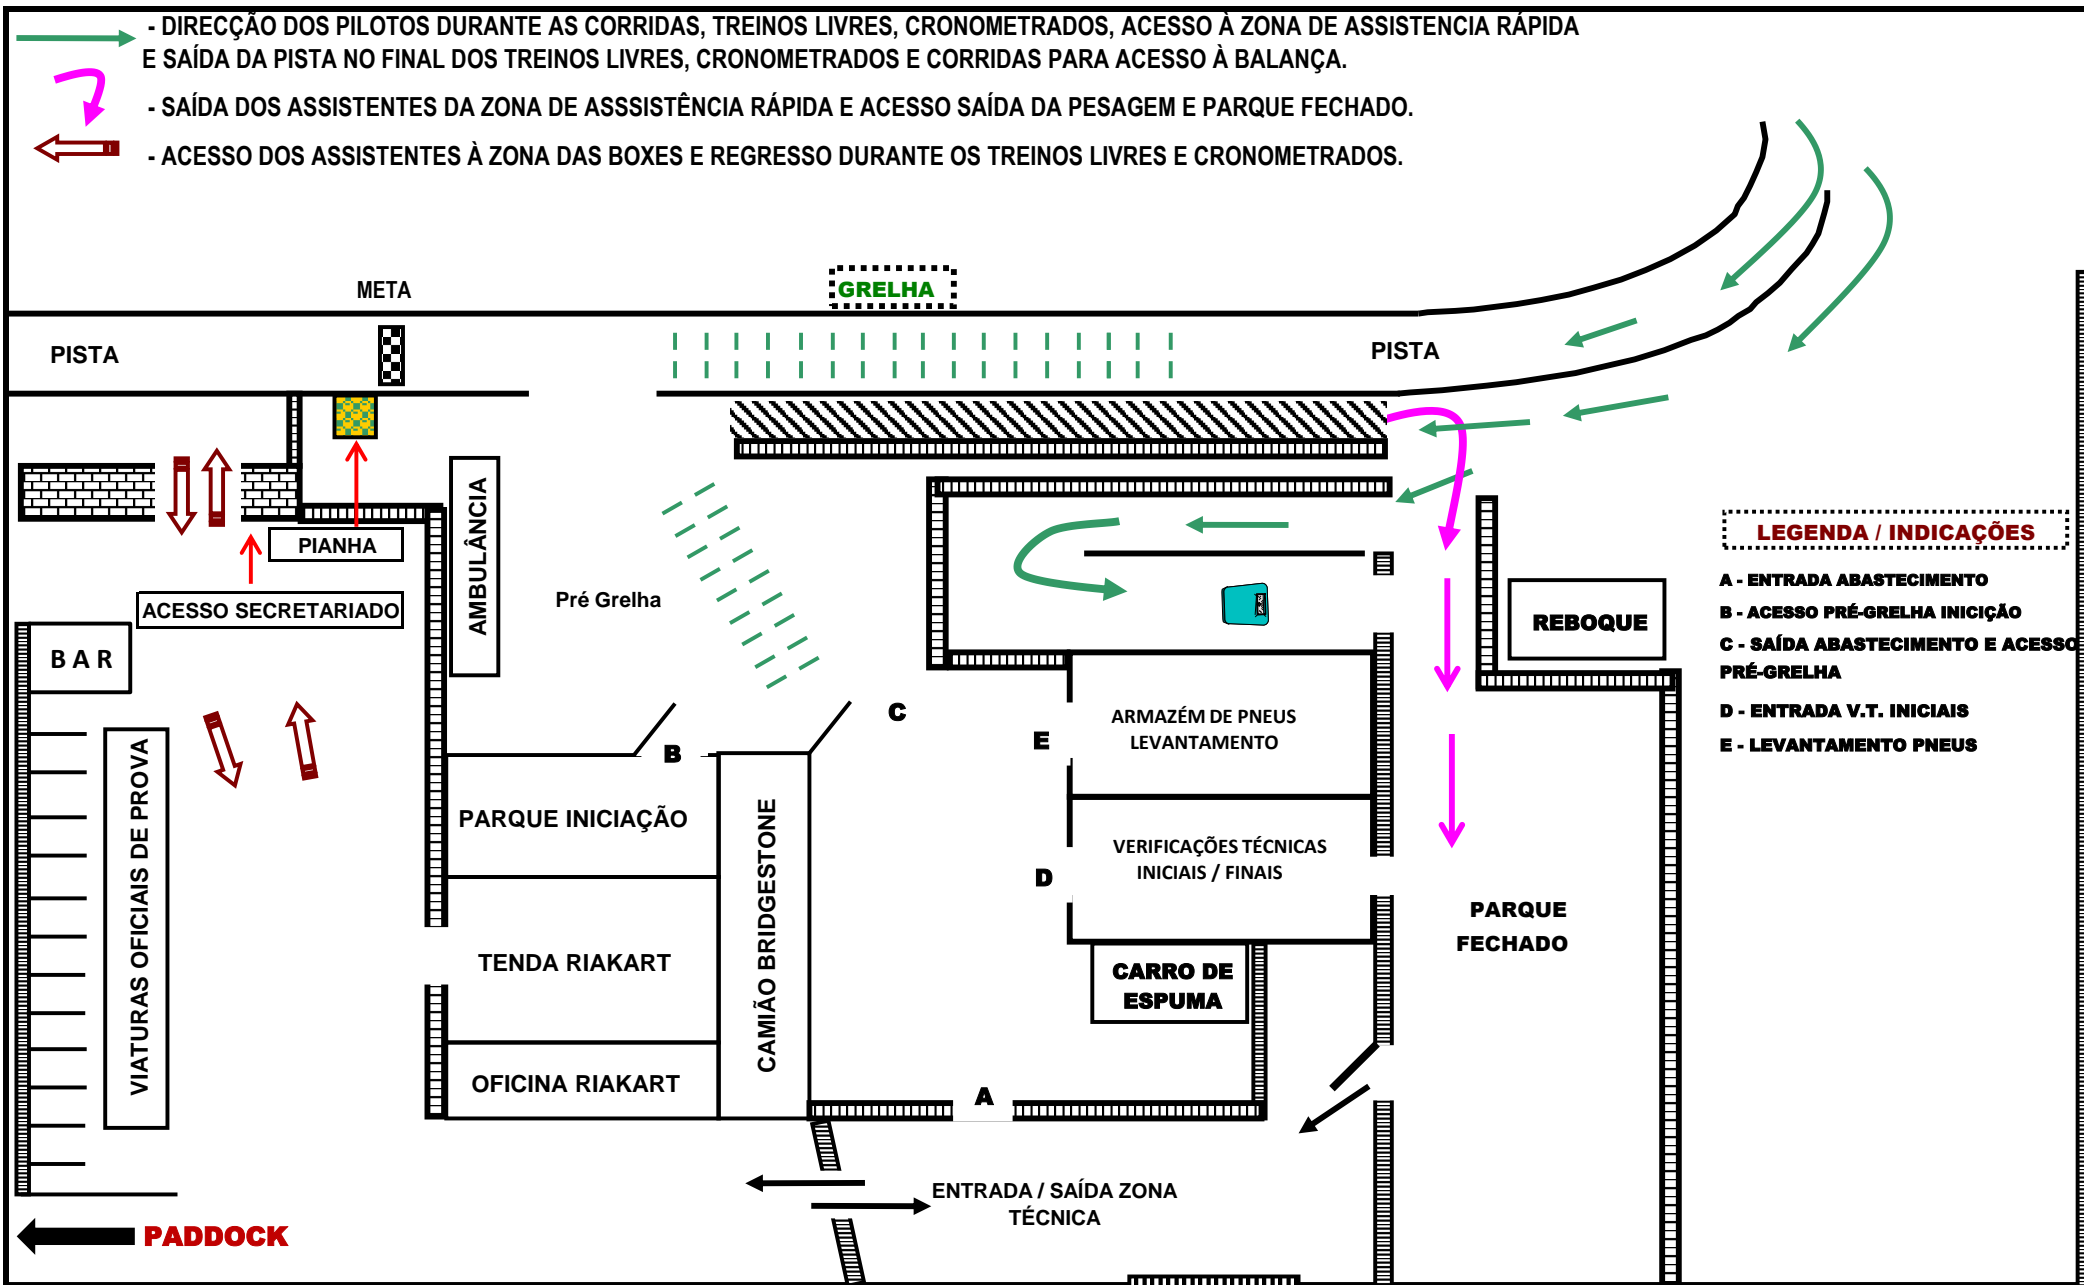 - DIRECÇÃO DOS PILOTOS DURANTE AS CORRIDAS, TREINOS LIVRES, CRONOMETRADOS, ACESSO À ZONA DE ASSISTENCIA RÁPIDA
E SAÍDA DA PISTA NO FINAL DOS TREINOS LIVRES, CRONOMETRADOS E CORRIDAS PARA ACESSO À BALANÇA.
- SAÍDA DOS ASSISTENTES DA ZONA DE ASSSISTÊNCIA RÁPIDA E ACESSO SAÍDA DA PESAGEM E PARQUE FECHADO.
- ACESSO DOS ASSISTENTES À ZONA DAS BOXES E REGRESSO DURANTE OS TREINOS LIVRES E CRONOMETRADOS.
META
GRELHA
PISTA
PISTA
AMBULÂNCIA
PIANHA
ACESSO SECRETARIADO
Pré Grelha
BAR
VIATURAS OFICIAIS DE PROVA
B
C
E
D
A
PARQUE INICIAÇÃO
TENDA RIAKART
OFICINA RIAKART
CAMIÃO BRIDGESTONE
ARMAZÉM DE PNEUS
LEVANTAMENTO
VERIFICAÇÕES TÉCNICAS
INICIAIS / FINAIS
CARRO DE
ESPUMA
REBOQUE
PARQUE
FECHADO
LEGENDA / INDICAÇÕES
A - ENTRADA ABASTECIMENTO
B - ACESSO PRÉ-GRELHA INICIÇÃO
C - SAÍDA ABASTECIMENTO E ACESSO
PRÉ-GRELHA
D - ENTRADA V.T. INICIAIS
E - LEVANTAMENTO PNEUS
ENTRADA / SAÍDA ZONA
TÉCNICA
PADDOCK